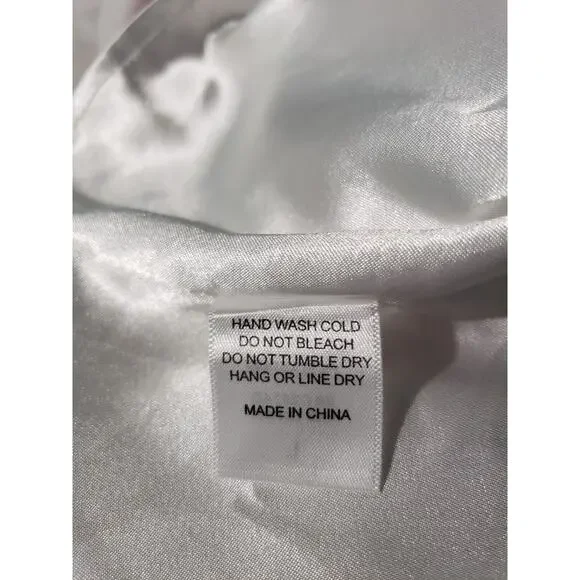 HAND WASH COLD
DO NOT BLEACH
DO NOT TUMBLE DRY
HANG OR LINE DRY
MADE IN CHINA